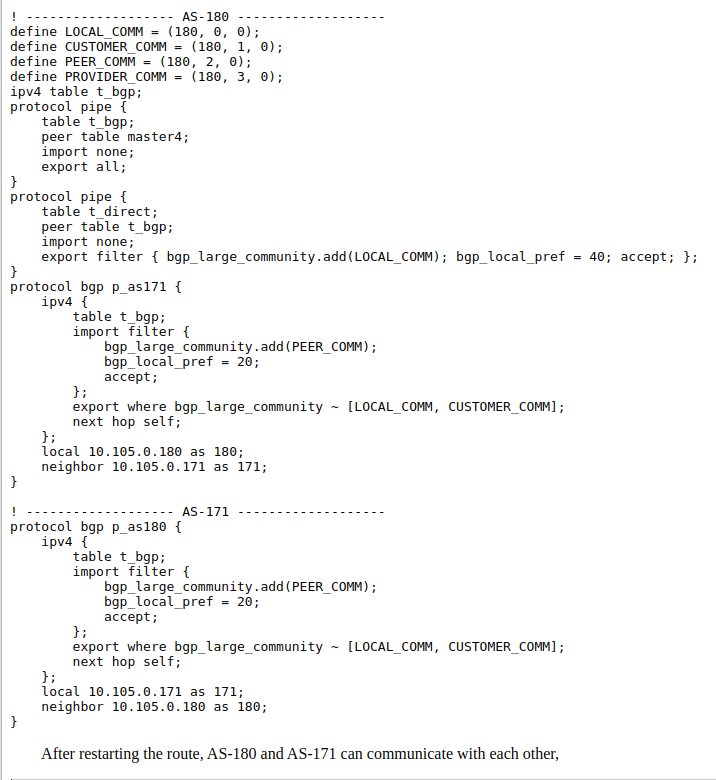 ! ------------------- AS-180 -------------------
define LOCAL_COMM = (180, 0, 0);
define CUSTOMER_COMM = (180, 1, 0);
define PEER_COMM = (180, 2, 0);
define PROVIDER_COMM = (180, 3, 0);
ipv4 table t_bgp;
protocol pipe {
    table t_bgp;
    peer table master4;
    import none;
    export all;
}
protocol pipe {
    table t_direct;
    peer table t_bgp;
    import none;
    export filter { bgp_large_community.add(LOCAL_COMM); bgp_local_pref = 40; accept; };
}
protocol bgp p_as171 {
    ipv4 {
        table t_bgp;
        import filter {
            bgp_large_community.add(PEER_COMM);
            bgp_local_pref = 20;
            accept;
        };
        export where bgp_large_community ~ [LOCAL_COMM, CUSTOMER_COMM];
        next hop self;
    };
    local 10.105.0.180 as 180;
    neighbor 10.105.0.171 as 171;
}

! ------------------- AS-171 -------------------
protocol bgp p_as180 {
    ipv4 {
        table t_bgp;
        import filter {
            bgp_large_community.add(PEER_COMM);
            bgp_local_pref = 20;
            accept;
        };
        export where bgp_large_community ~ [LOCAL_COMM, CUSTOMER_COMM];
        next hop self;
    };
    local 10.105.0.171 as 171;
    neighbor 10.105.0.180 as 180;
}
After restarting the route, AS-180 and AS-171 can communicate with each other,